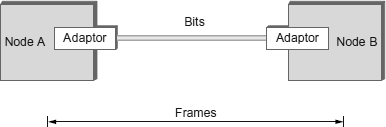 Bits
Node A
Adaptor
Adaptor
Node B
Frames